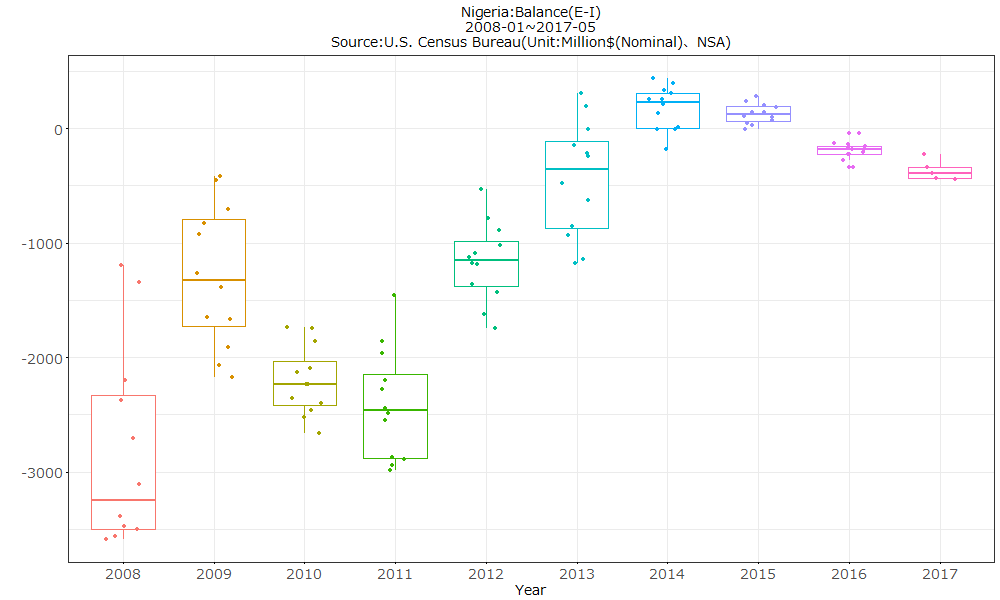 Nigeria:Balance(E-I)
2008-01~2017-05
Source:U.S. Census Bureau(Unit:Million$(Nominal)、NSA)
0
-1000
-2000
-3000
2008 2009 2010 2011 2012 2013 2014 2015 2016 2017
Year